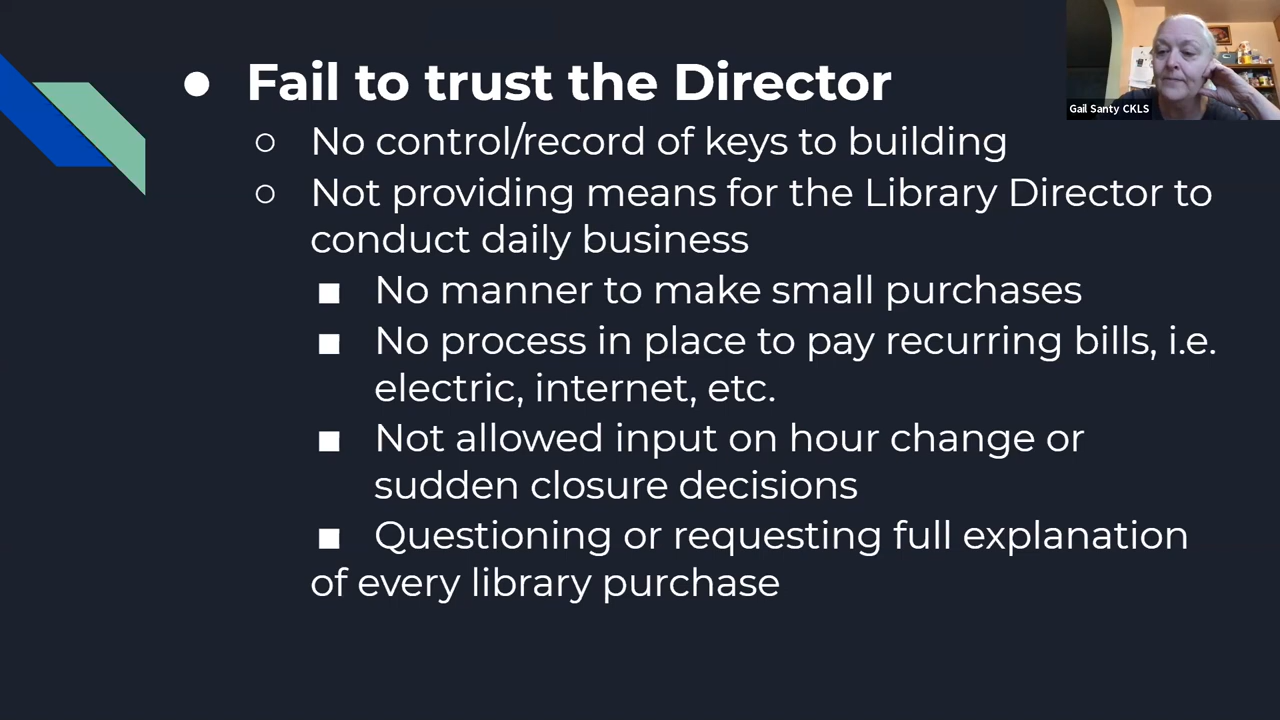 ● Fail to trust the Director
○ No control/record of keys to building
○ Not providing means for the Library Director to
conduct daily business
■ No manner to make small purchases
■ No process in place to pay recurring bills, i.e.
electric, internet, etc.
■ Not allowed input on hour change or
sudden closure decisions
■ Questioning or requesting full explanation
of every library purchase
Gail Santy CKLS